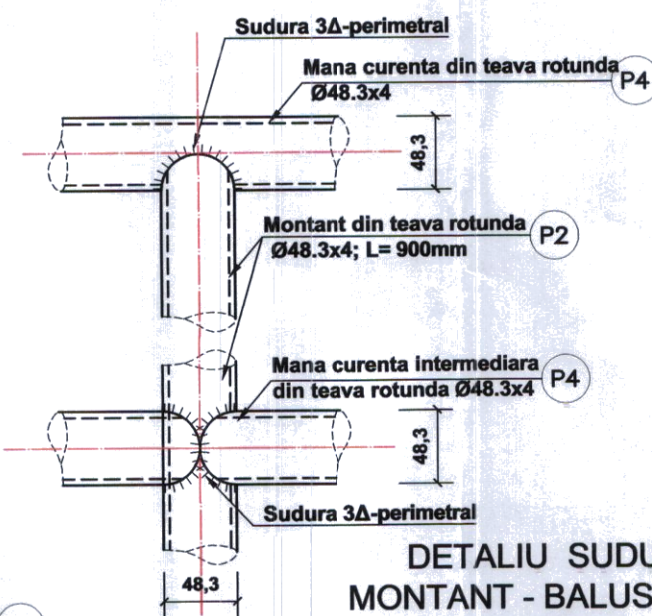 Sudura 3Δ-perimetral
Mana curenta din teava rotunda
Ø48.3x4
P4
48,3
Montant din teava rotunda
Ø48.3x4; L= 900mm
P2
Mana curenta intermediara
din teava rotunda Ø48.3x4
P4
48,3
Sudura 3Δ-perimetral
48,3
DETALIU SUDU
MONTANT - BALUS